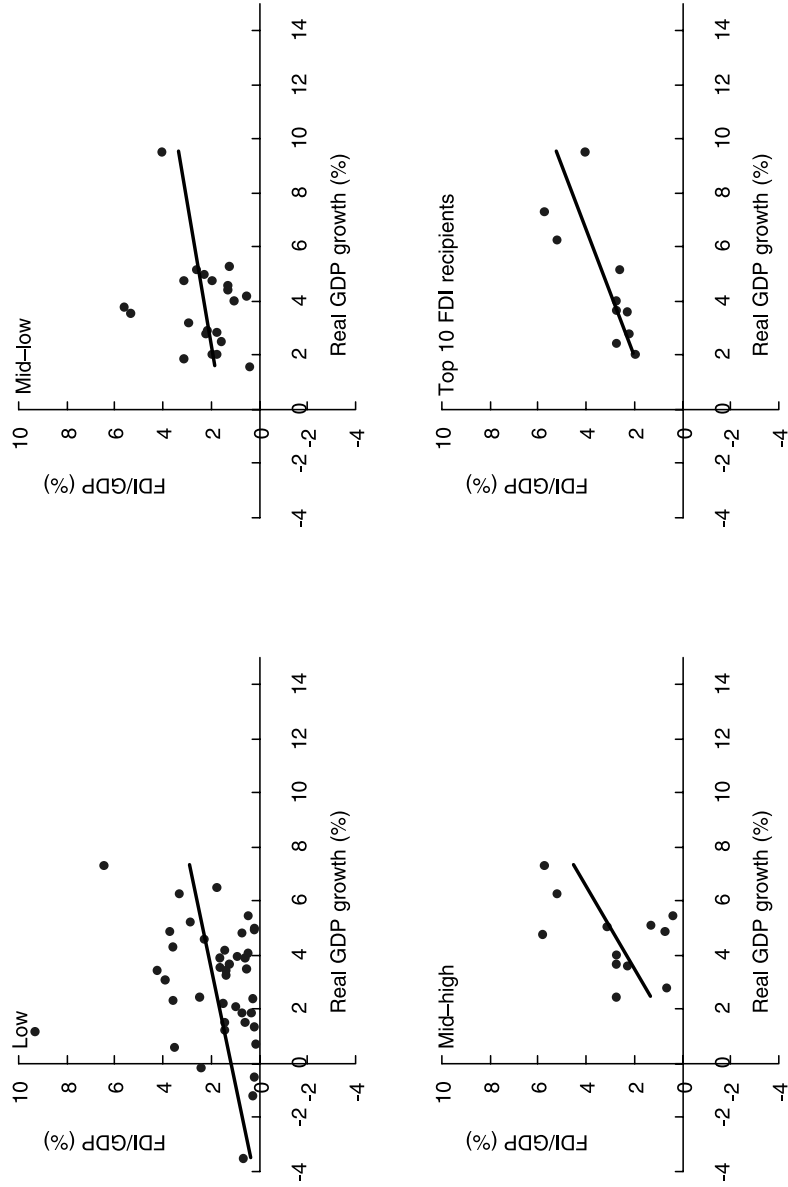 Low
FDI/GDP (%)
10
8
6
4
2
0
-2
-4
-4 -2 0 2 4 6 8 10 12 14
Real GDP growth (%)
Mid–low
FDI/GDP (%)
10
8
6
4
2
0
-2
-4
-4 -2 0 2 4 6 8 10 12 14
Real GDP growth (%)
Mid–high
FDI/GDP (%)
10
8
6
4
2
0
-2
-4
-4 -2 0 2 4 6 8 10 12 14
Real GDP growth (%)
Top 10 FDI recipients
FDI/GDP (%)
10
8
6
4
2
0
-2
-4
-4 -2 0 2 4 6 8 10 12 14
Real GDP growth (%)